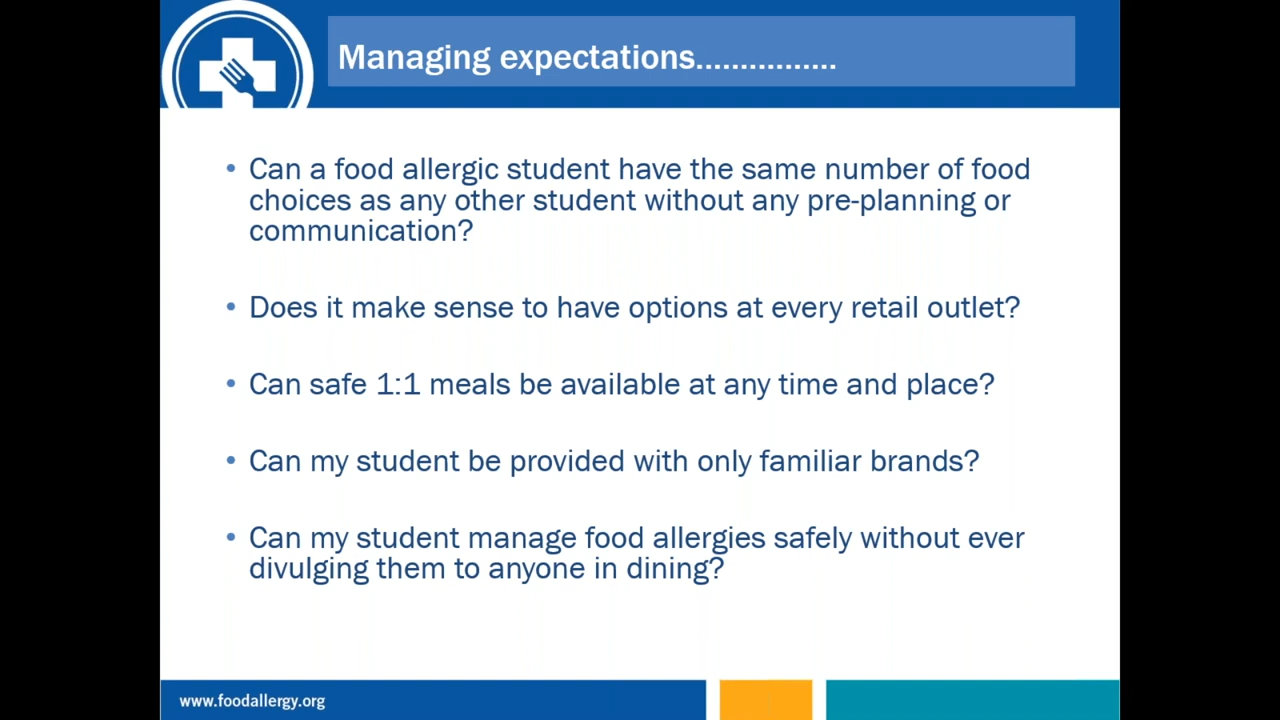 Managing expectations................
• Can a food allergic student have the same number of food
choices as any other student without any pre-planning or
communication?
• Does it make sense to have options at every retail outlet?
• Can safe 1:1 meals be available at any time and place?
• Can my student be provided with only familiar brands?
• Can my student manage food allergies safely without ever
divulging them to anyone in dining?
www.foodallergy.org